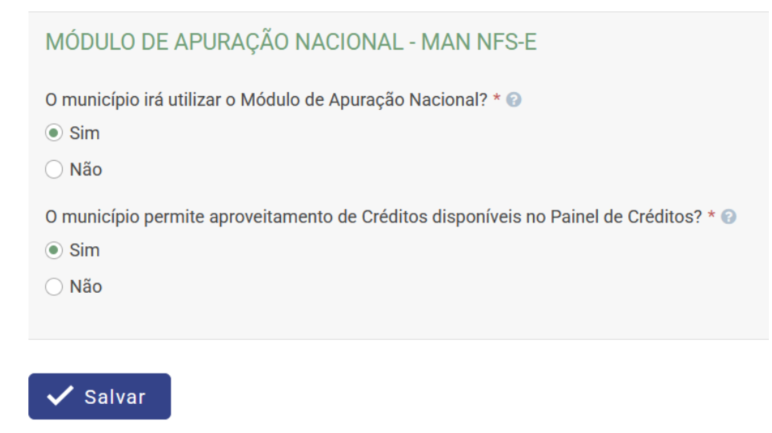 MÓDULO DE APURAÇÃO NACIONAL - MAN NFS-E
O município irá utilizar o Módulo de Apuração Nacional? * ?
Sim
Não
O município permite aproveitamento de Créditos disponíveis no Painel de Créditos? * ?
Sim
Não
Salvar